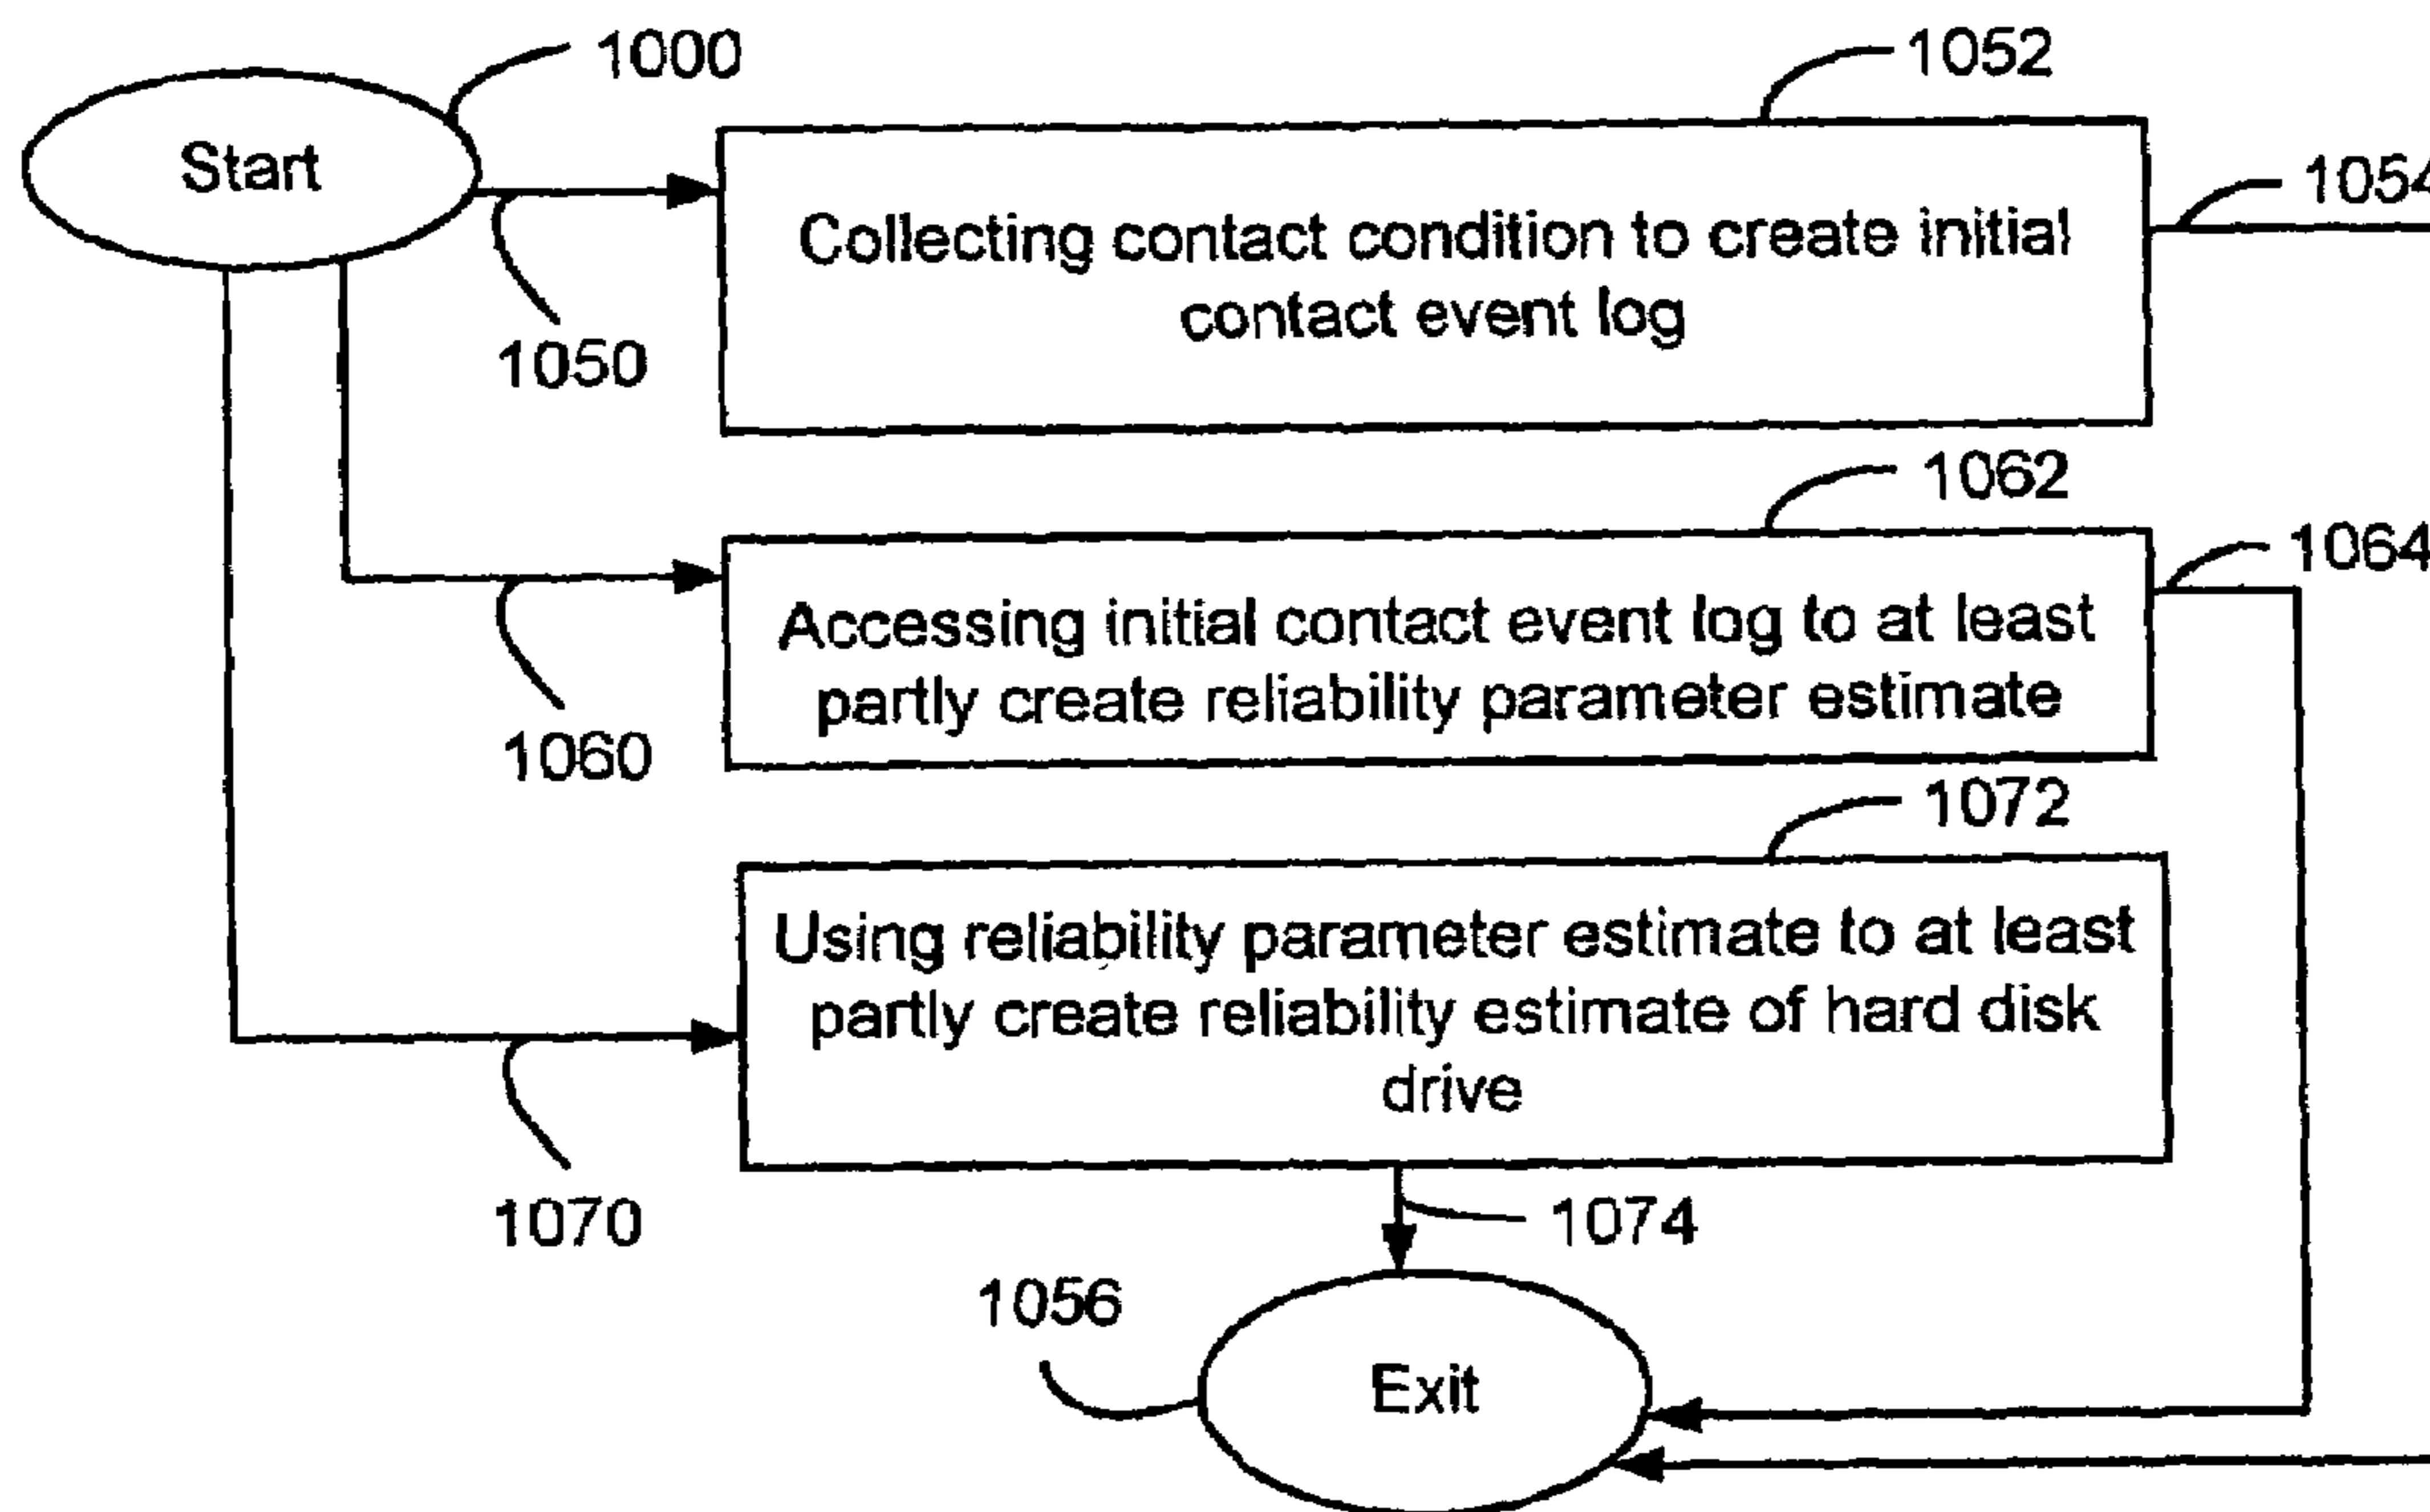 1000
Start
1052
1054
Collecting contact condition to create initial
contact event log
1050
1062
1064
Accessing initial contact event log to at least
partly create reliability parameter estimate
1060
1072
Using reliability parameter estimate to at least
partly create reliability estimate of hard disk
drive
1070
1074
1056
Exit